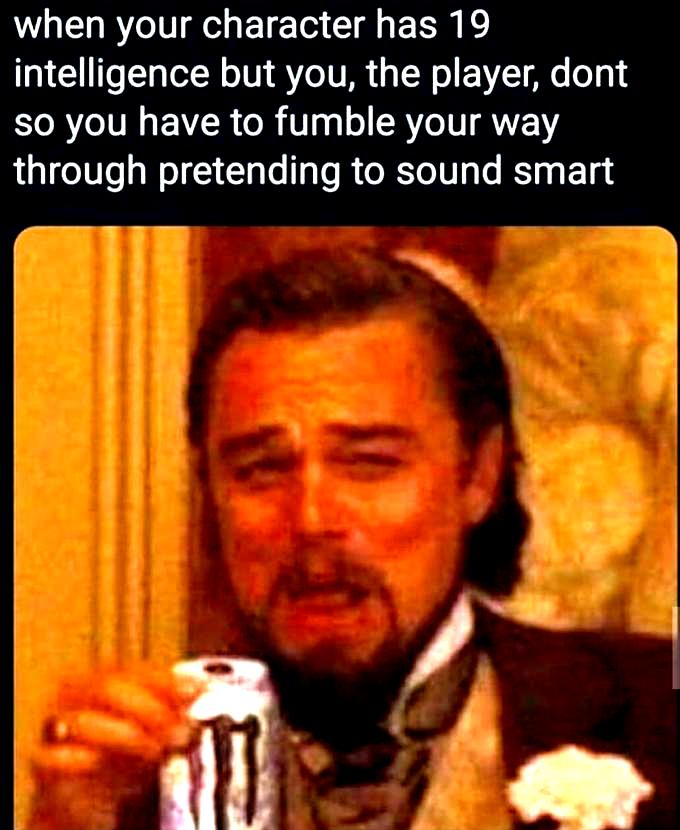 when your character has 19
intelligence but you, the player, dont
so you have to fumble your way
through pretending to sound smart